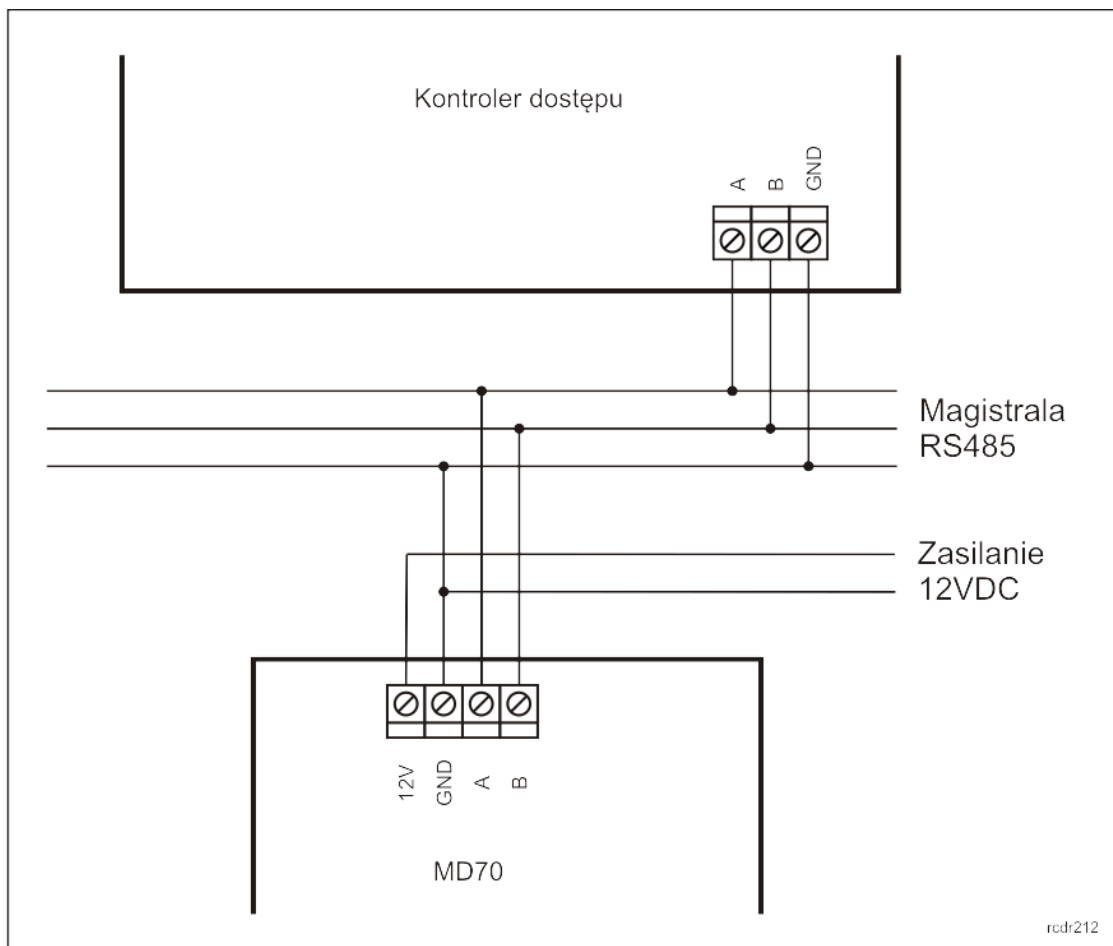 Kontroler dostępu
A
B
GND
Magistrala
RS485
Zasilanie
12VDC
12V
GND
A
B
MD70
rcdr212